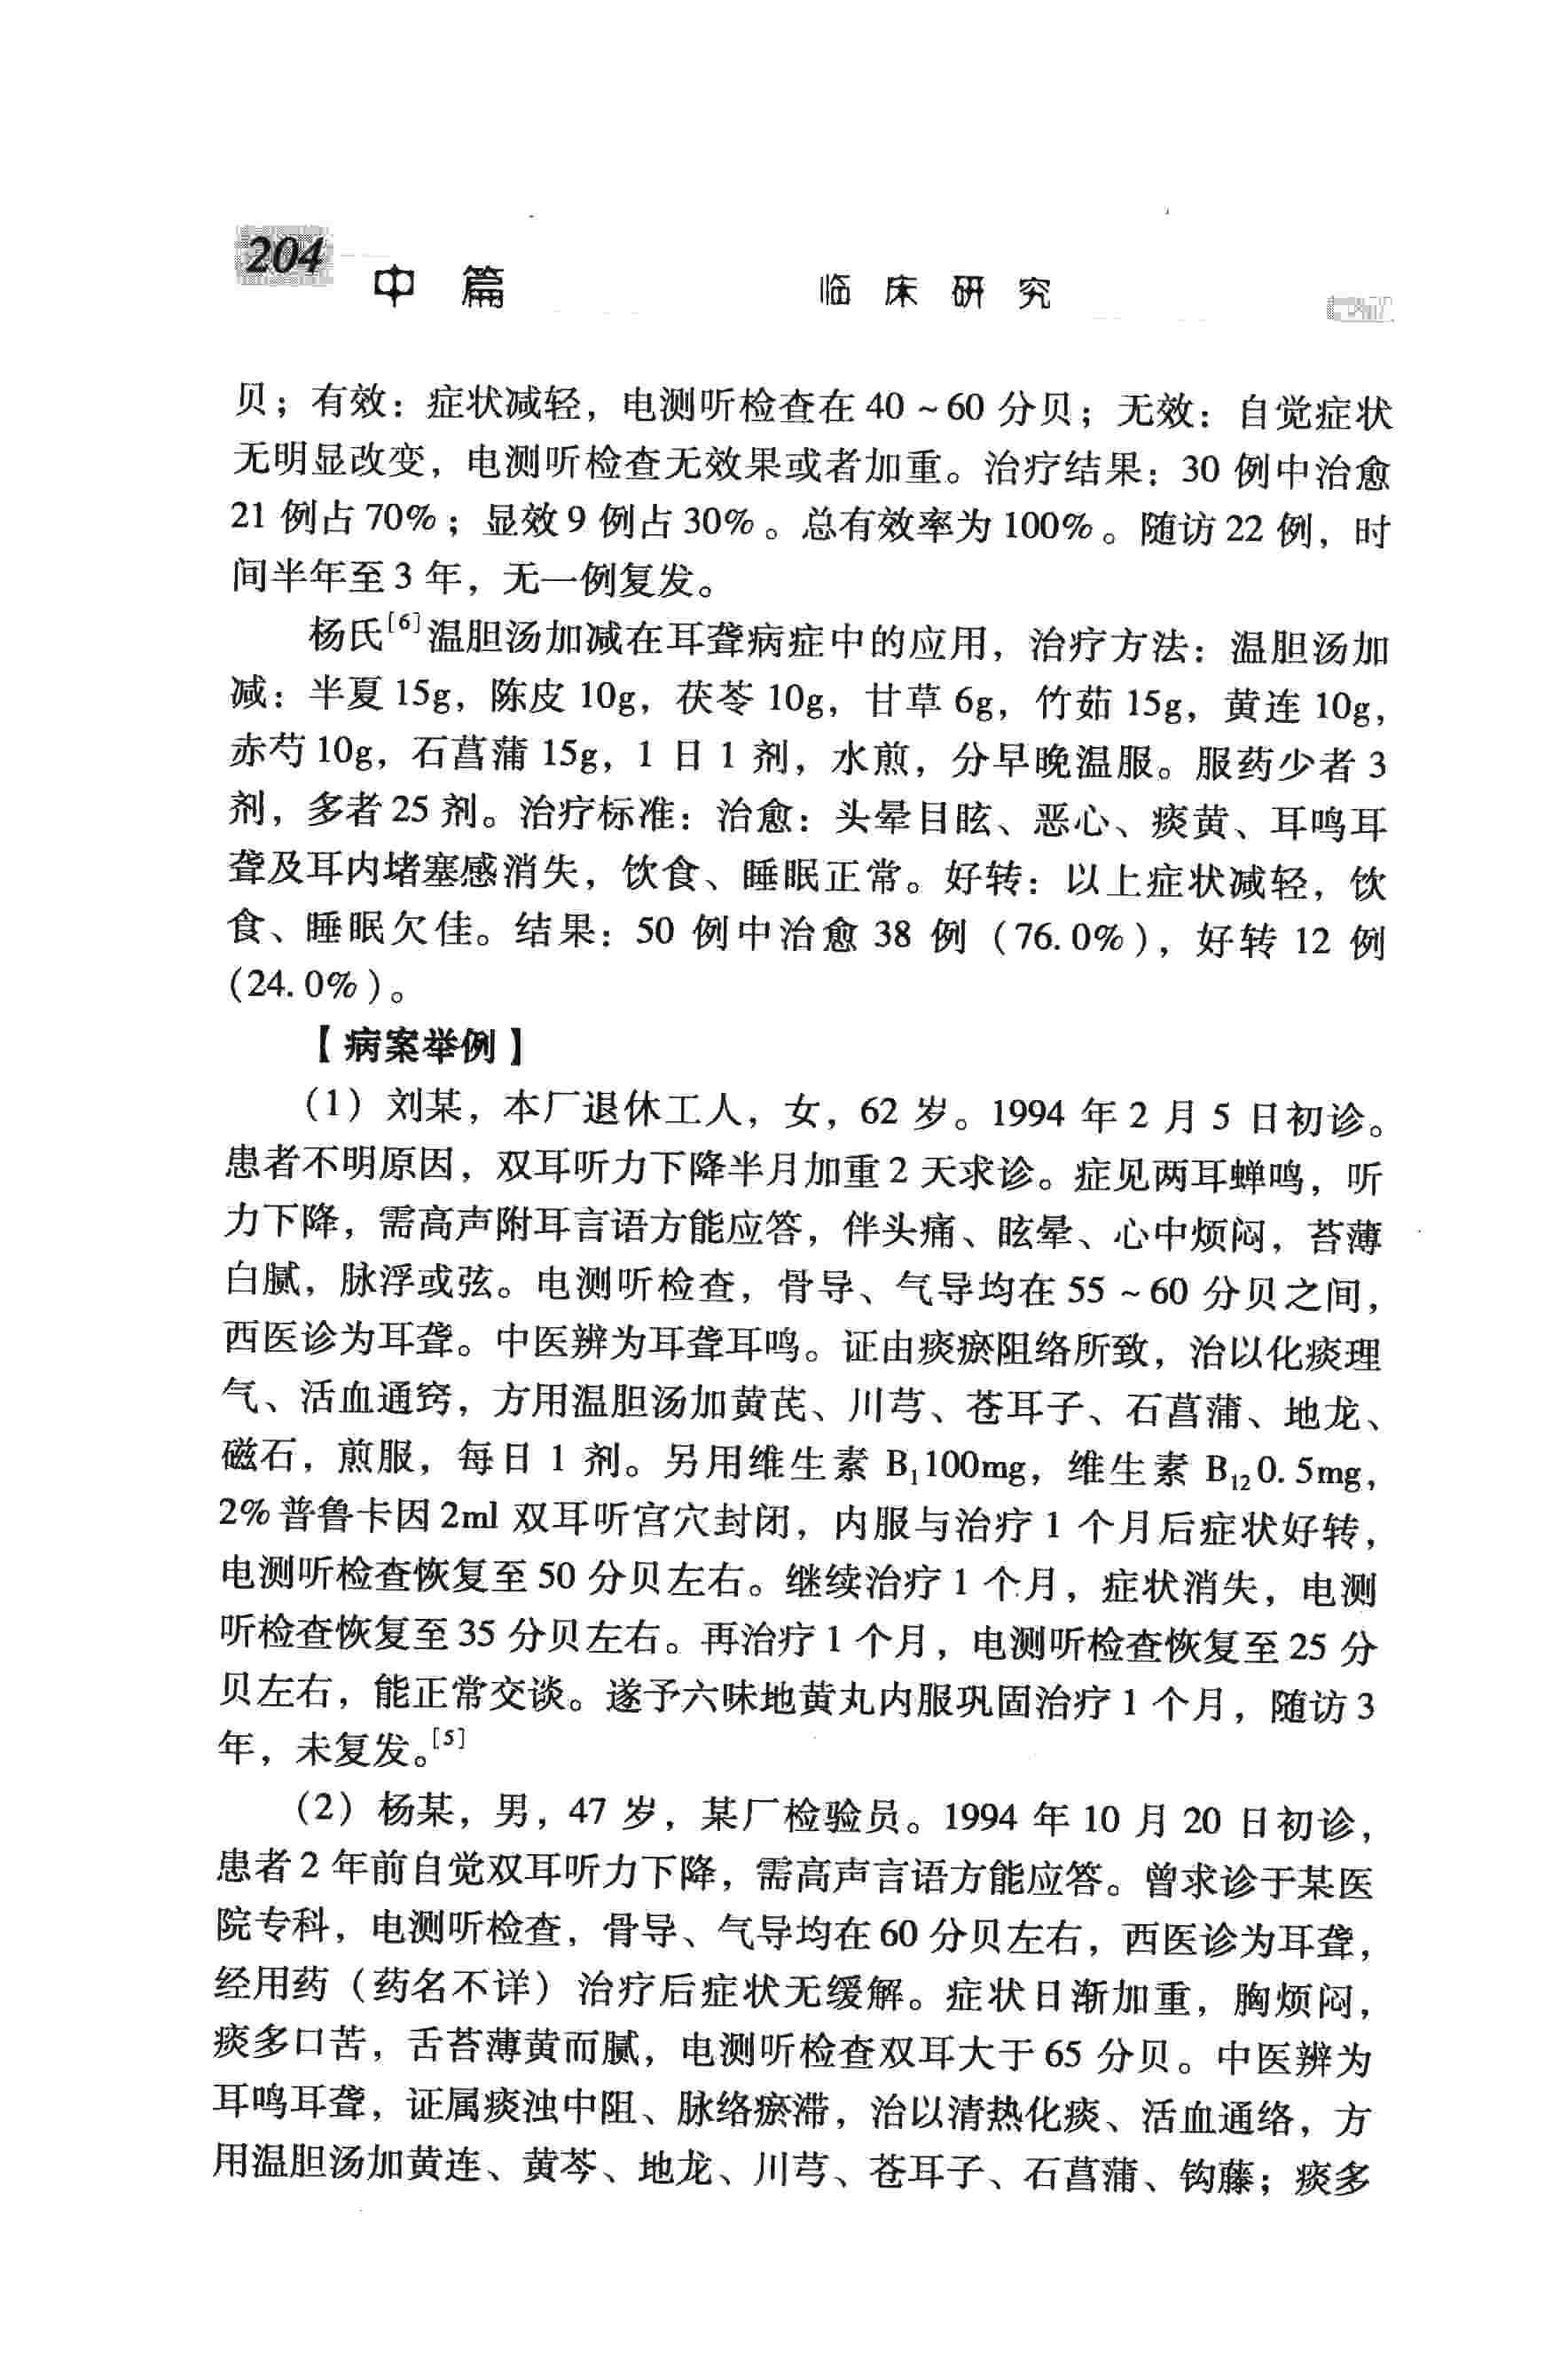 204
中 篇 临床研究
贝；有效：症状减轻，电测听检查在 40 ~ 60 分贝；无效：自觉症状
无明显改变，电测听检查无效果或者加重。治疗结果：30 例中治愈
21 例占 70%；显效 9 例占 30%。总有效率为 100%。随访 22 例，时
间半年至 3 年，无一例复发。
杨氏[6]温胆汤加减在耳聋病症中的应用，治疗方法：温胆汤加
减：半夏 15g，陈皮 10g，茯苓 10g，甘草 6g，竹茹 15g，黄连 10g，
赤芍 10g，石菖蒲 15g，1 日 1 剂，水煎，分早晚温服。服药少者 3
剂，多者 25 剂。治疗标准：治愈：头晕目眩、恶心、痰黄、耳鸣耳
聋及耳内堵塞感消失，饮食、睡眠正常。好转：以上症状减轻，饮
食、睡眠欠佳。结果：50 例中治愈 38 例（76.0%），好转 12 例
（24.0%）。
【病案举例】
（1）刘某，本厂退休工人，女，62 岁。1994 年 2 月 5 日初诊。
患者不明原因，双耳听力下降半月加重 2 天求诊。症见两耳蝉鸣，听
力下降，需高声附耳言语方能应答，伴头痛、眩晕、心中烦闷，苔薄
白腻，脉浮或弦。电测听检查，骨导、气导均在 55 ~ 60 分贝之间，
西医诊为耳聋。中医辨为耳聋耳鸣。证由痰瘀阻络所致，治以化痰理
气、活血通窍，方用温胆汤加黄芪、川芎、苍耳子、石菖蒲、地龙、
磁石，煎服，每日 1 剂。另用维生素 B₁100mg，维生素 B₁₂0.5mg，
2%普鲁卡因 2ml 双耳听宫穴封闭，内服与治疗 1 个月后症状好转，
电测听检查恢复至 50 分贝左右。继续治疗 1 个月，症状消失，电测
听检查恢复至 35 分贝左右。再治疗 1 个月，电测听检查恢复至 25 分
贝左右，能正常交谈。遂予六味地黄丸内服巩固治疗 1 个月，随访 3
年，未复发。[5]
（2）杨某，男，47 岁，某厂检验员。1994 年 10 月 20 日初诊，
患者 2 年前自觉双耳听力下降，需高声言语方能应答。曾求诊于某医
院专科，电测听检查，骨导、气导均在 60 分贝左右，西医诊为耳聋，
经用药（药名不详）治疗后症状无缓解。症状日渐加重，胸烦闷，
痰多口苦，舌苔薄黄而腻，电测听检查双耳大于 65 分贝。中医辨为
耳鸣耳聋，证属痰浊中阻、脉络瘀滞，治以清热化痰、活血通络，方
用温胆汤加黄连、黄芩、地龙、川芎、苍耳子、石菖蒲、钩藤；痰多